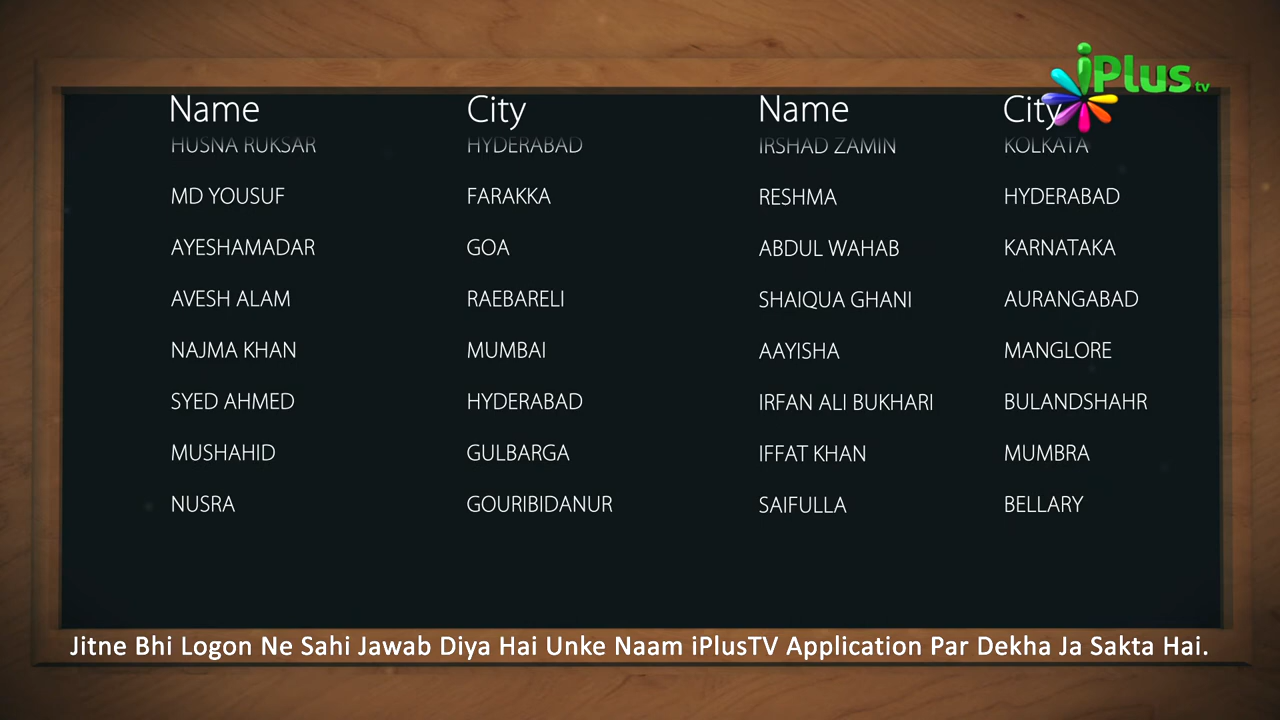 iPlus tv
Name City Name City
HUSNA RUKSAR HYDERABAD IRSHAD ZAMIN KOLKATA
MD YOUSUF FARAKKA RESHMA HYDERABAD
AYESHAMADAR GOA ABDUL WAHAB KARNATAKA
AVESH ALAM RAEBARELI SHAIQUA GHANI AURANGABAD
NAJMA KHAN MUMBAI AAYISHA MANGLORE
SYED AHMED HYDERABAD IRFAN ALI BUKHARI BULANDSHAHR
MUSHAHID GULBARGA IFFAT KHAN MUMBRA
NUSRA GOURIBIDANUR SAIFULLA BELLARY
Jitne Bhi Logon Ne Sahi Jawab Diya Hai Unke Naam iPlusTV Application Par Dekha Ja Sakta Hai.